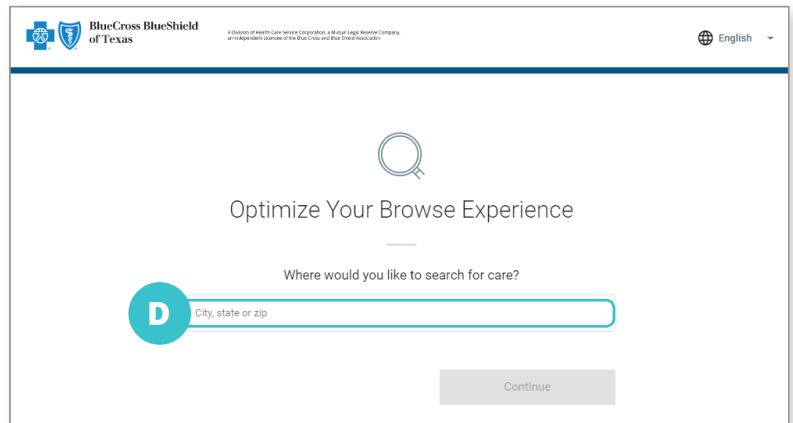 BlueCross BlueShield
of Texas
A Division of Health Care Service Corporation, a Mutual Legal Reserve Company,
an Independent Licensee of the Blue Cross and Blue Shield Association
English
Optimize Your Browse Experience
Where would you like to search for care?
D
City, state or zip
Continue